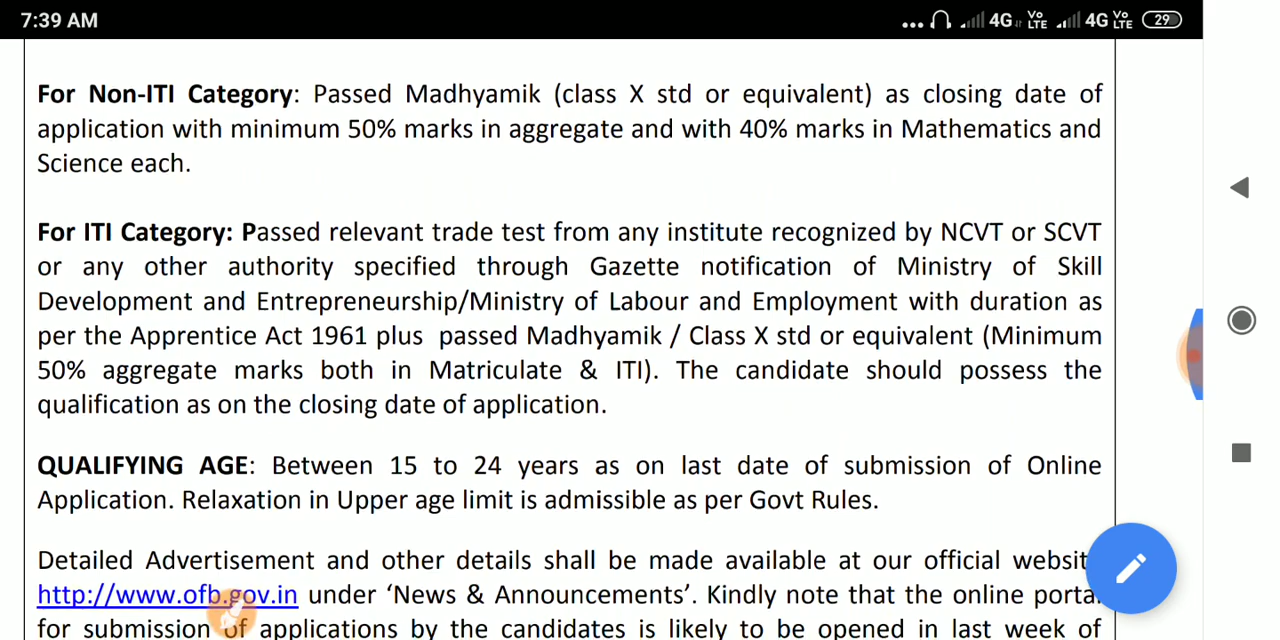 7:39 AM
4G Vo LTE 4G Vo LTE 29
For Non-ITI Category: Passed Madhyamik (class X std or equivalent) as closing date of
application with minimum 50% marks in aggregate and with 40% marks in Mathematics and
Science each.
For ITI Category: Passed relevant trade test from any institute recognized by NCVT or SCVT
or any other authority specified through Gazette notification of Ministry of Skill
Development and Entrepreneurship/Ministry of Labour and Employment with duration as
per the Apprentice Act 1961 plus passed Madhyamik / Class X std or equivalent (Minimum
50% aggregate marks both in Matriculate & ITI). The candidate should possess the
qualification as on the closing date of application.
QUALIFYING AGE: Between 15 to 24 years as on last date of submission of Online
Application. Relaxation in Upper age limit is admissible as per Govt Rules.
Detailed Advertisement and other details shall be made available at our official websit
http://www.ofb.gov.in under ‘News & Announcements’. Kindly note that the online porta
for submission of applications by the candidates is likely to be opened in last week of